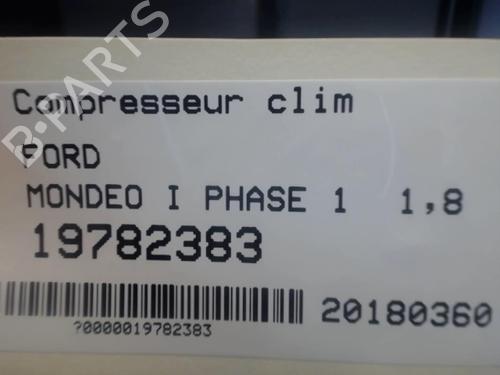 B-PARTS
Compresseur clim
FORD
MONDEO I PHASE 1 1,8
19782383
20180360
?0000019782383